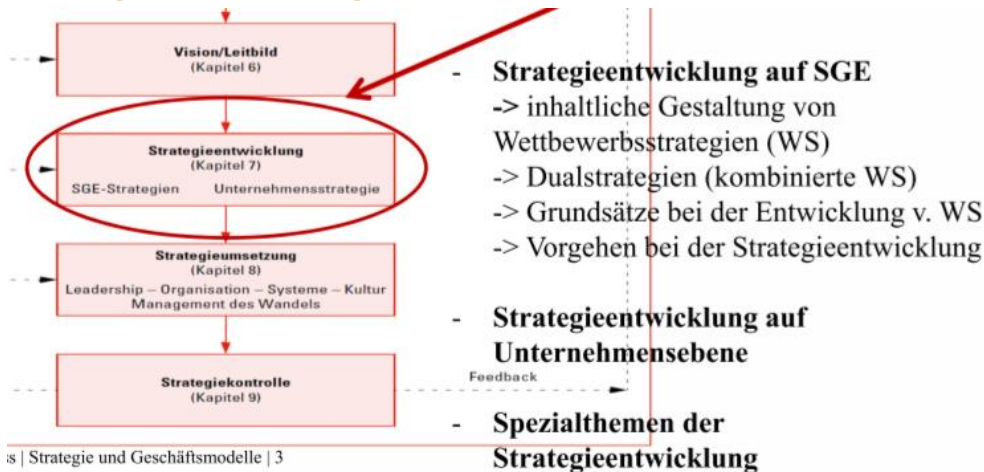 Vision/Leitbild
(Kapitel 6)
Strategieentwicklung
(Kapitel 7)
SGE-Strategien Unternehmensstrategie
Strategieumsetzung
(Kapitel 8)
Leadership – Organisation – Systeme – Kultur
Management des Wandels
Strategiekontrolle
(Kapitel 9)
Feedback
- Strategieentwicklung auf SGE
-> inhaltliche Gestaltung von
Wettbewerbsstrategien (WS)
-> Dualstrategien (kombinierte WS)
-> Grundsätze bei der Entwicklung v. WS
-> Vorgehen bei der Strategieentwicklung
- Strategieentwicklung auf
Unternehmensebene
- Spezialthemen der
Strategieentwicklung
| Strategie und Geschäftsmodelle | 3